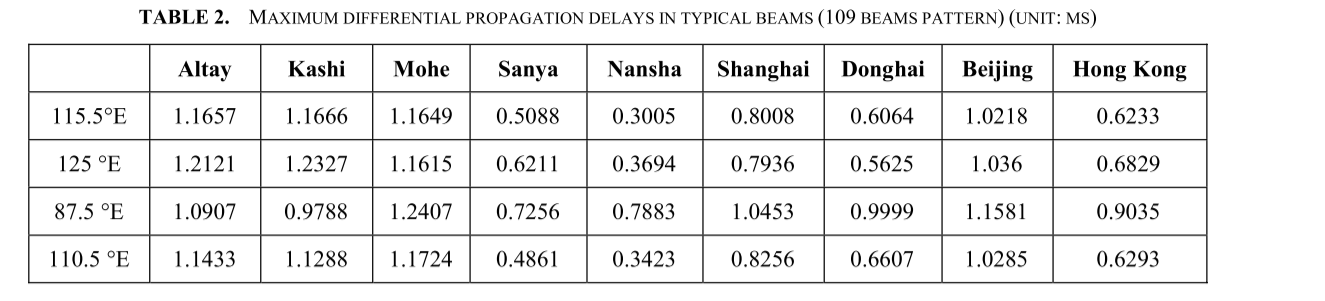 TABLE 2. MAXIMUM DIFFERENTIAL PROPAGATION DELAYS IN TYPICAL BEAMS (109 BEAMS PATTERN) (UNIT: MS)
Altay Kashi Mohe Sanya Nansha Shanghai Donghai Beijing Hong Kong
115.5°E 1.1657 1.1666 1.1649 0.5088 0.3005 0.8008 0.6064 1.0218 0.6233
125 °E 1.2121 1.2327 1.1615 0.6211 0.3694 0.7936 0.5625 1.036 0.6829
87.5 °E 1.0907 0.9788 1.2407 0.7256 0.7883 1.0453 0.9999 1.1581 0.9035
110.5 °E 1.1433 1.1288 1.1724 0.4861 0.3423 0.8256 0.6607 1.0285 0.6293